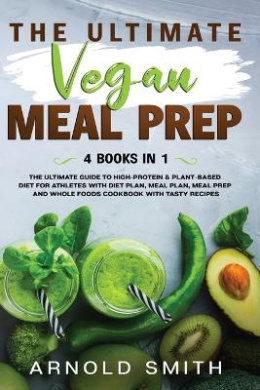 THE ULTIMATE
Vegan
MEAL PREP
4 BOOKS IN 1
THE ULTIMATE GUIDE TO HIGH-PROTEIN & PLANT-BASED
DIET FOR ATHLETES WITH DIET PLAN, MEAL PLAN, MEAL PREP
AND WHOLE FOODS COOKBOOK WITH TASTY RECIPES
ARNOLD SMITH